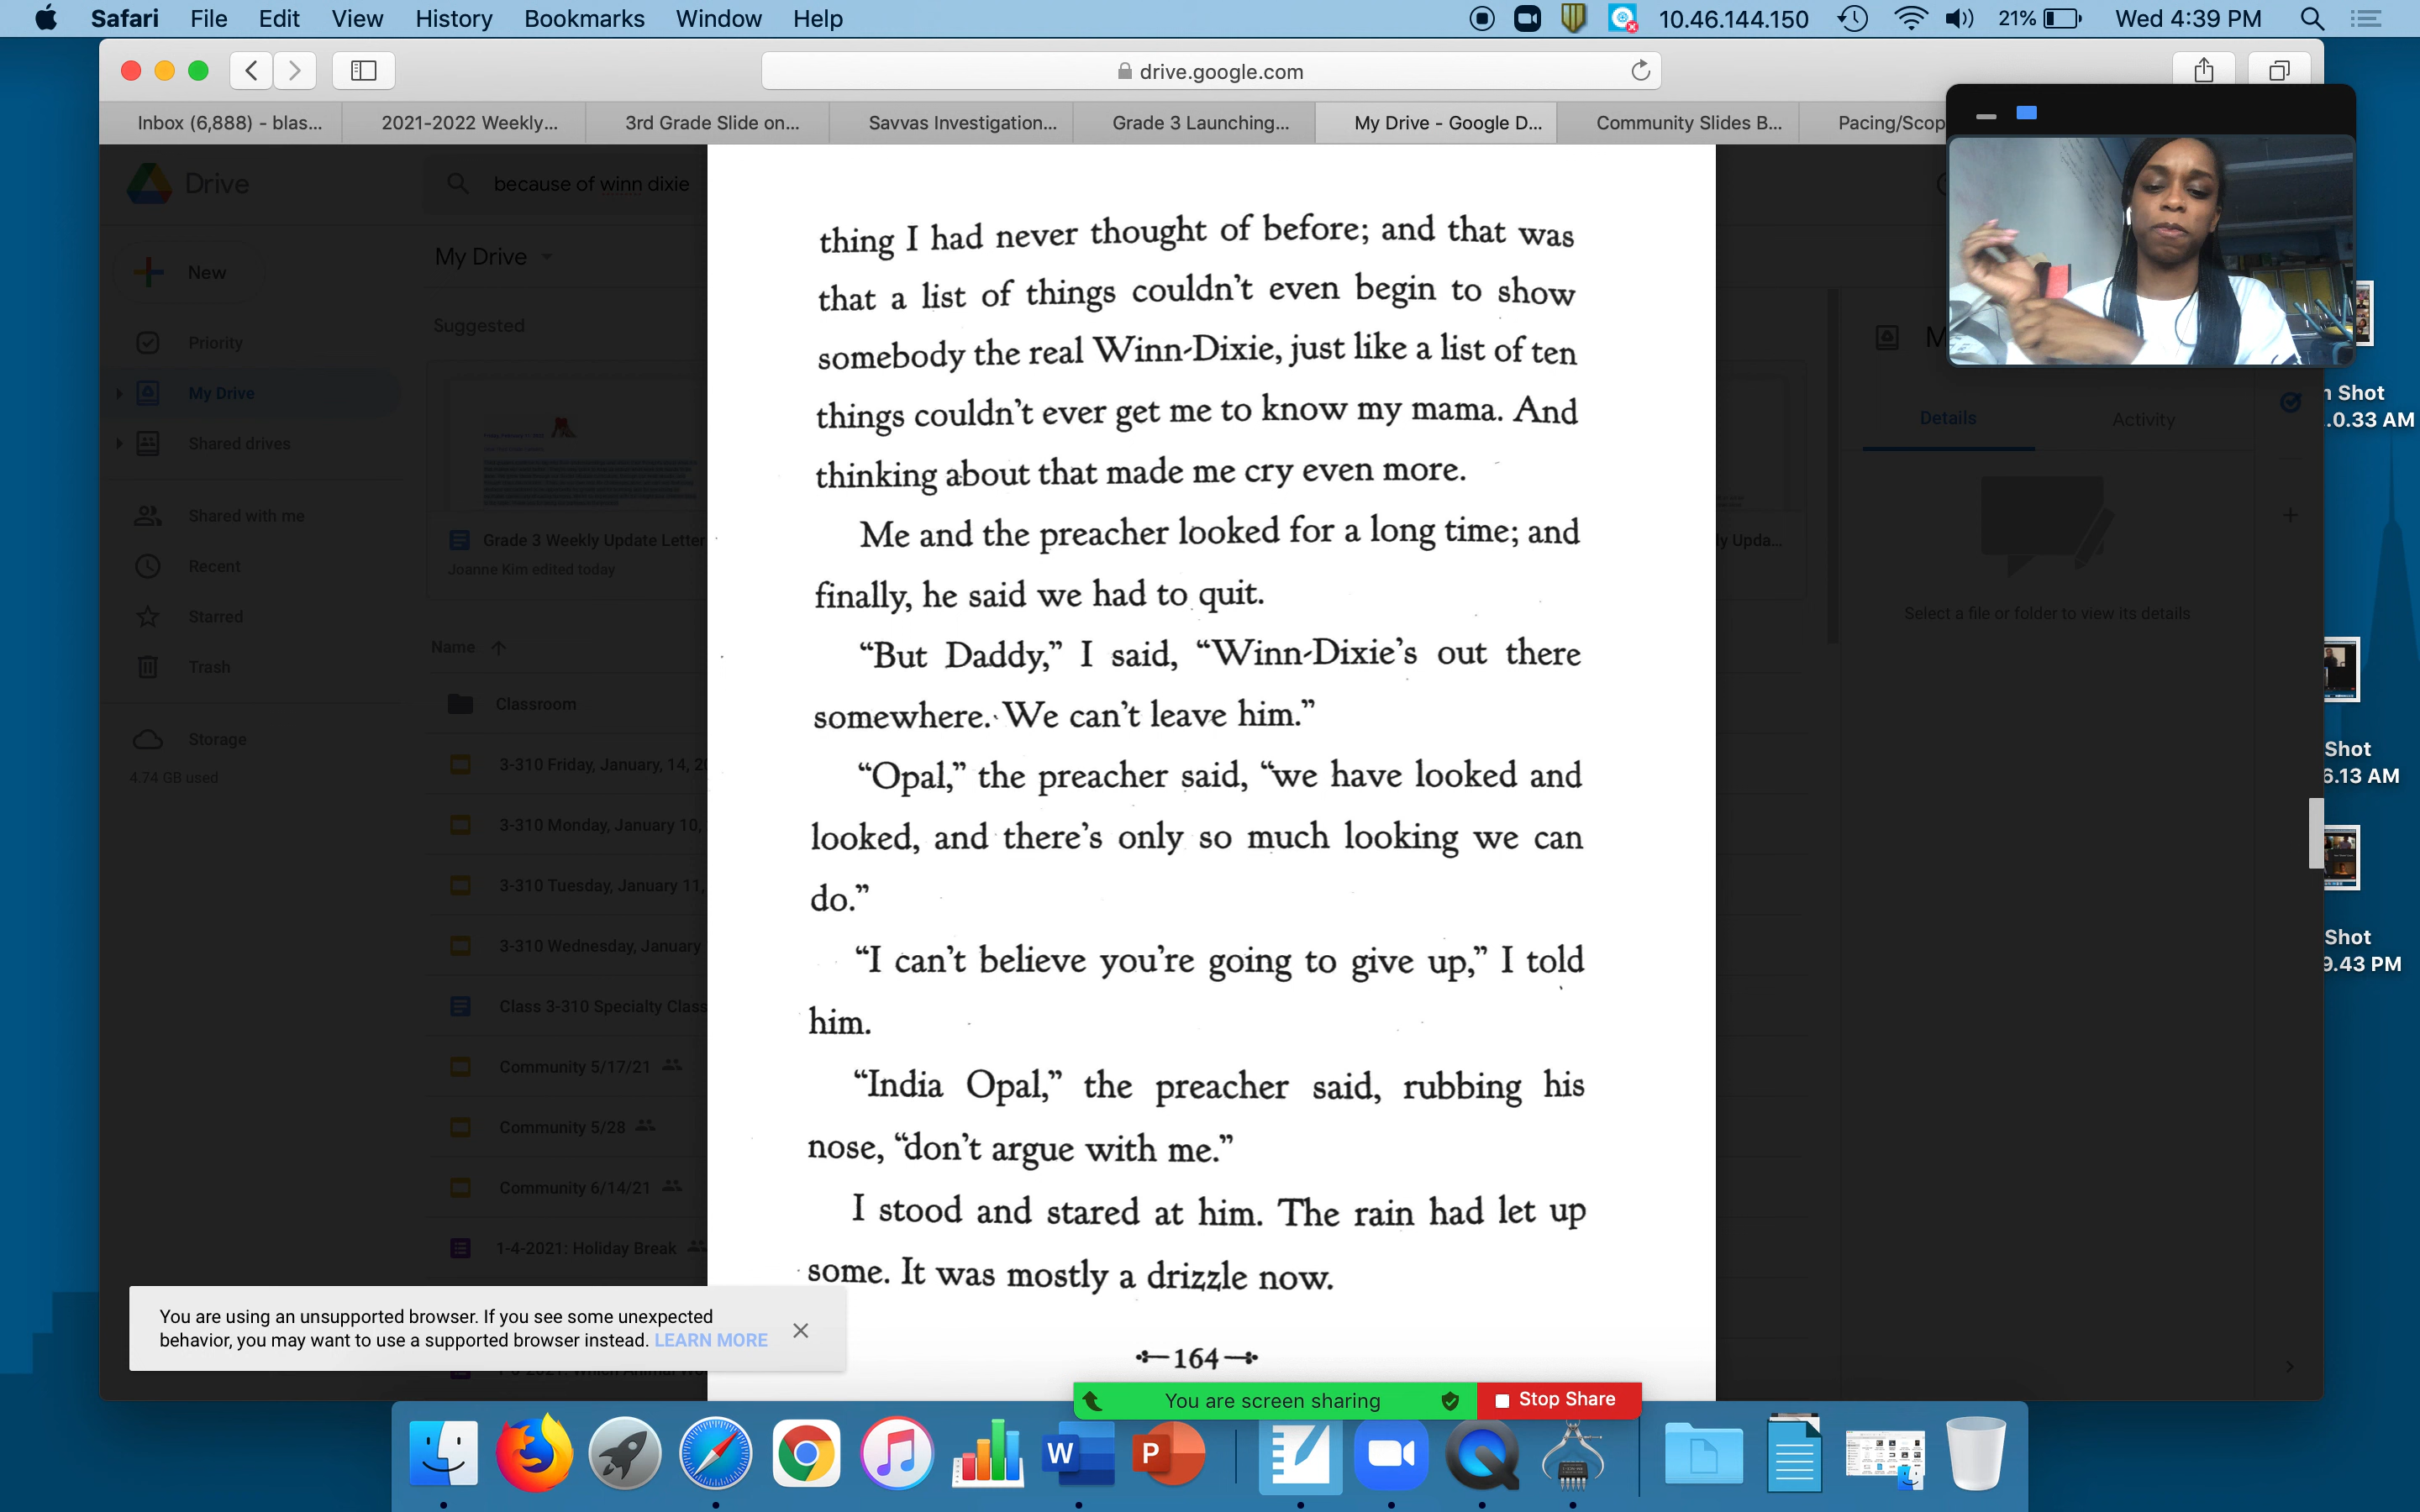 Safari File Edit View History Bookmarks Window Help 10.46.144.150 21% Wed 4:39 PM
drive.google.com
Inbox (6,888) - blas... 2021-2022 Weekly... 3rd Grade Slide on... Savvas Investigation... Grade 3 Launching... My Drive - Google D... Community Slides B... Pacing/Scop
Drive
because of winn dixie
New
Priority
My Drive
Shared drives
Shared with me
Recent
Starred
Trash
Storage
4.74 GB used
My Drive
Suggested
Grade 3 Weekly Update Letter
Joanne Kim edited today
Name
Classroom
3-310 Friday, January, 14, 20
3-310 Monday, January 10,
3-310 Tuesday, January 11,
3-310 Wednesday, January
Class 3-310 Specialty Class
Community 5/17/21
Community 5/28
Community 6/14/21
1-4-2021: Holiday Break
thing I had never thought of before; and that was
that a list of things couldn't even begin to show
somebody the real Winn-Dixie, just like a list of ten
things couldn't ever get me to know my mama. And
thinking about that made me cry even more.
Me and the preacher looked for a long time; and
finally, he said we had to quit.
“But Daddy,” I said, “Winn-Dixie's out there
somewhere. We can't leave him.”
“Opal,” the preacher said, “we have looked and
looked, and there's only so much looking we can
do.”
“I can't believe you're going to give up,” I told
him.
“India Opal,” the preacher said, rubbing his
nose, “don't argue with me.”
I stood and stared at him. The rain had let up
some. It was mostly a drizzle now.
164
ly Upda...
M
Details Activity
Select a file or folder to view its details
n Shot
.0.33 AM
Shot
6.13 AM
Shot
9.43 PM
You are using an unsupported browser. If you see some unexpected
behavior, you may want to use a supported browser instead. LEARN MORE
You are screen sharing Stop Share
W
P